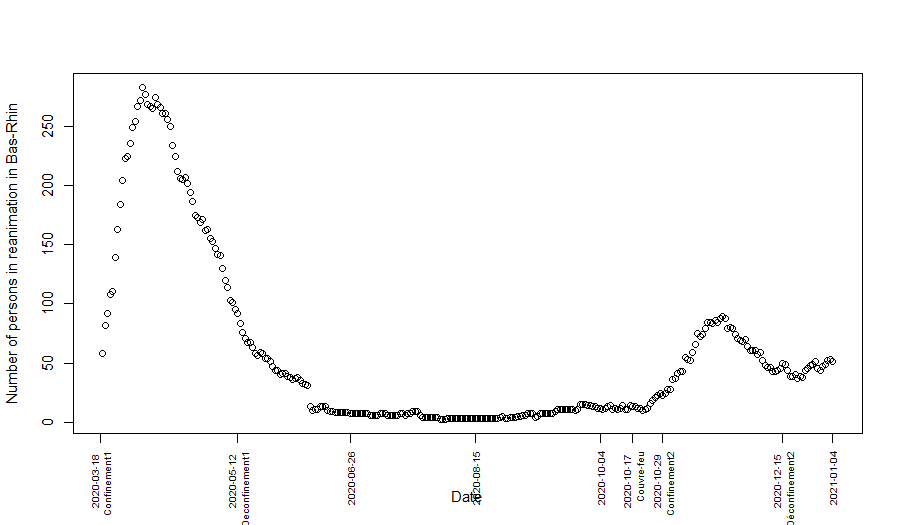 Number of persons in reanimation in Bas-Rhin
250
200
150
100
50
0
2020-03-18
Confinement1
2020-05-12
Déconfinement1
2020-06-26
2020-08-15
2020-10-04
2020-10-17
Couvre-feu
2020-10-29
Confinement2
2020-12-15
Déconfinement2
2021-01-04
Date